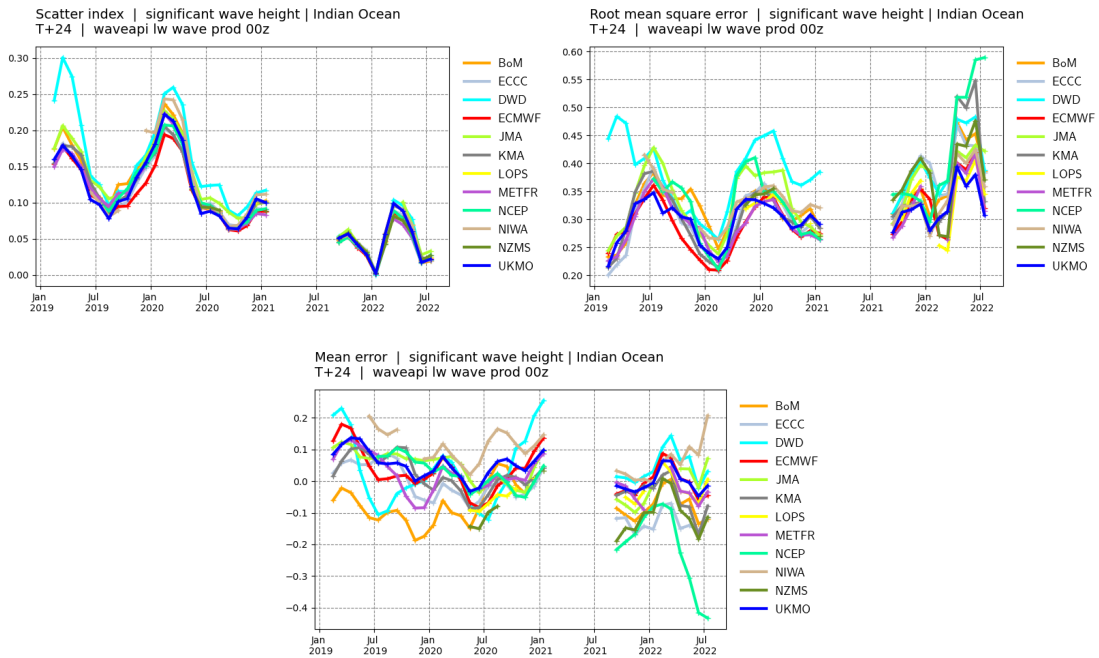 Scatter index | significant wave height | Indian Ocean
T+24 | waveapi lw wave prod 00z
0.30
0.25
0.20
0.15
0.10
0.05
0.00
Jan
2019
Jul
2019
Jan
2020
Jul
2020
Jan
2021
Jul
2021
Jan
2022
Jul
2022
BoM
ECCC
DWD
ECMWF
JMA
KMA
LOPS
METFR
NCEP
NIWA
NZMS
UKMO
Root mean square error | significant wave height | Indian Ocean
T+24 | waveapi lw wave prod 00z
0.60
0.55
0.50
0.45
0.40
0.35
0.30
0.25
0.20
Jan
2019
Jul
2019
Jan
2020
Jul
2020
Jan
2021
Jul
2021
Jan
2022
Jul
2022
BoM
ECCC
DWD
ECMWF
JMA
KMA
LOPS
METFR
NCEP
NIWA
NZMS
UKMO
Mean error | significant wave height | Indian Ocean
T+24 | waveapi lw wave prod 00z
0.2
0.1
0.0
−0.1
−0.2
−0.3
−0.4
Jan
2019
Jul
2019
Jan
2020
Jul
2020
Jan
2021
Jul
2021
Jan
2022
Jul
2022
BoM
ECCC
DWD
ECMWF
JMA
KMA
LOPS
METFR
NCEP
NIWA
NZMS
UKMO